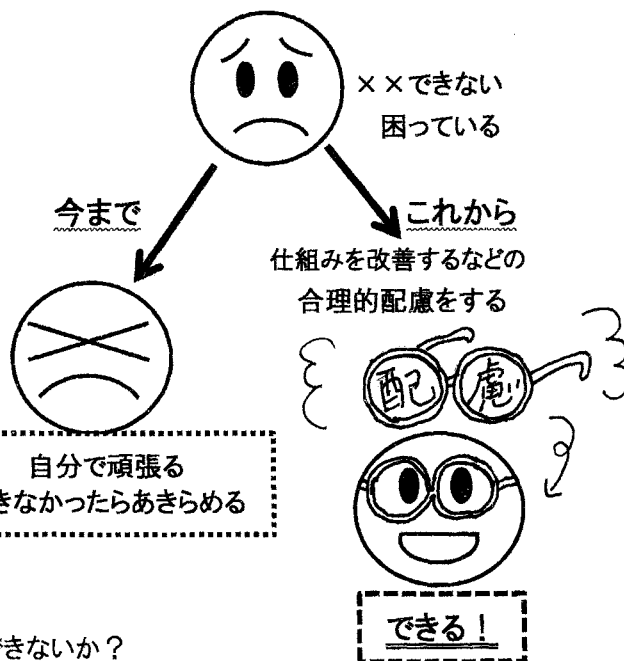 ××できない
困っている
今まで
これから
仕組みを改善するなどの
合理的配慮をする
配慮
自分で頑張る
きなかったらあきらめる
できる!
できないか?